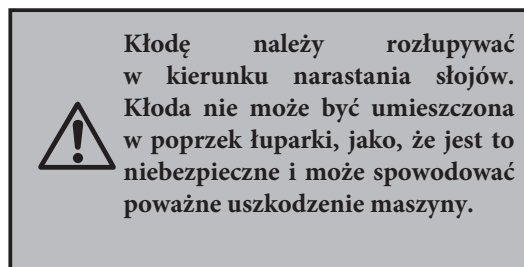 Kłodę należy rozłupywać
w kierunku narastania słojów.
Kłoda nie może być umieszczona
w poprzek łuparki, jako, że jest to
niebezpieczne i może spowodować
poważne uszkodzenie maszyny.